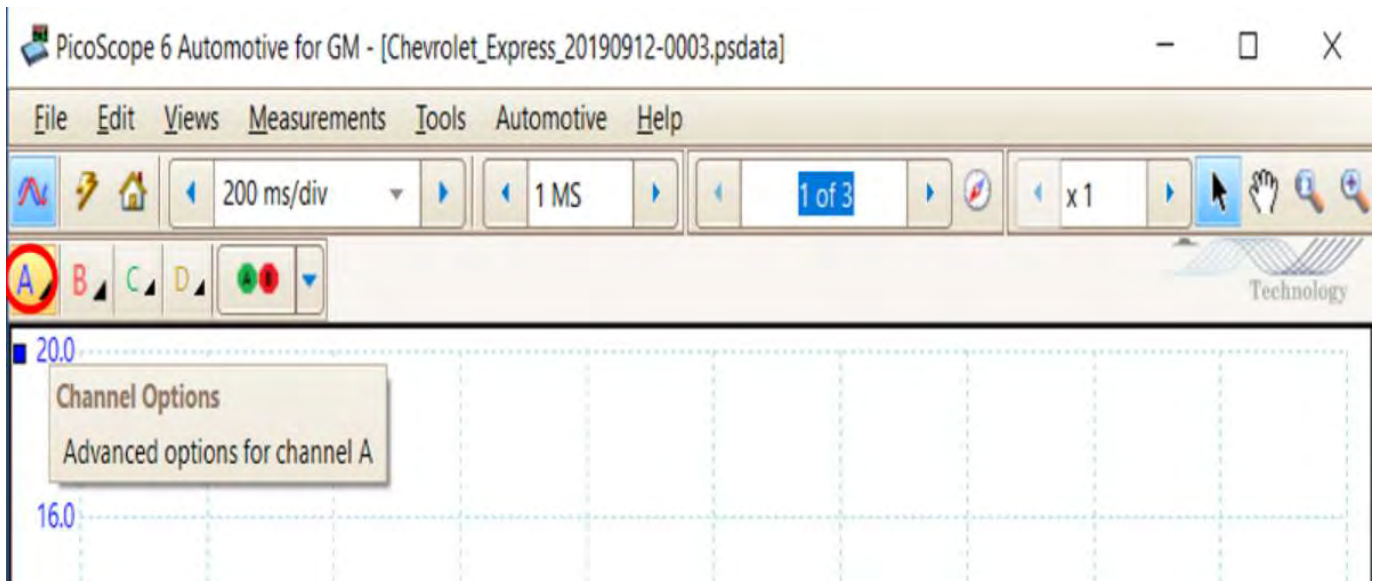 PicoScope 6 Automotive for GM - [Chevrolet_Express_20190912-0003.psdata]
File Edit Views Measurements Tools Automotive Help
200 ms/div 1 MS 1 of 3 x 1
A B C D A B
Technology
20.0
Channel Options
Advanced options for channel A
16.0